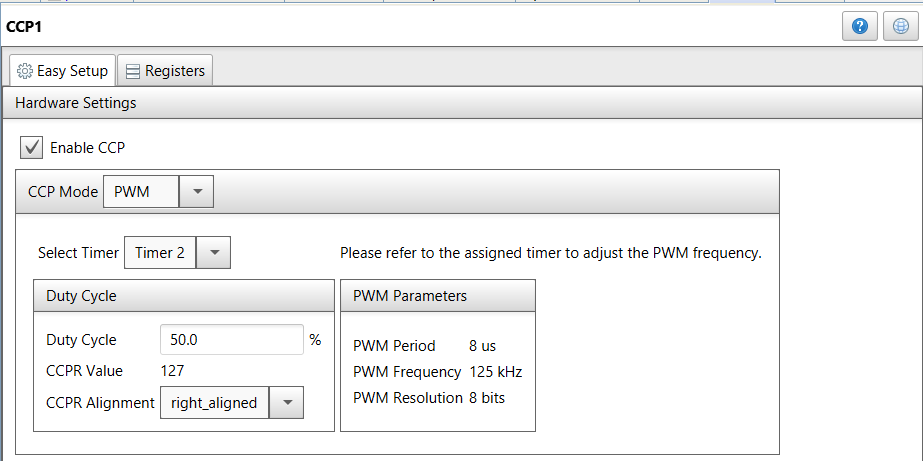 CCP1
Easy Setup Registers
Hardware Settings
Enable CCP
CCP Mode PWM
Select Timer Timer 2 Please refer to the assigned timer to adjust the PWM frequency.
Duty Cycle
Duty Cycle 50.0 %
CCPR Value 127
CCPR Alignment right_aligned
PWM Parameters
PWM Period 8 us
PWM Frequency 125 kHz
PWM Resolution 8 bits